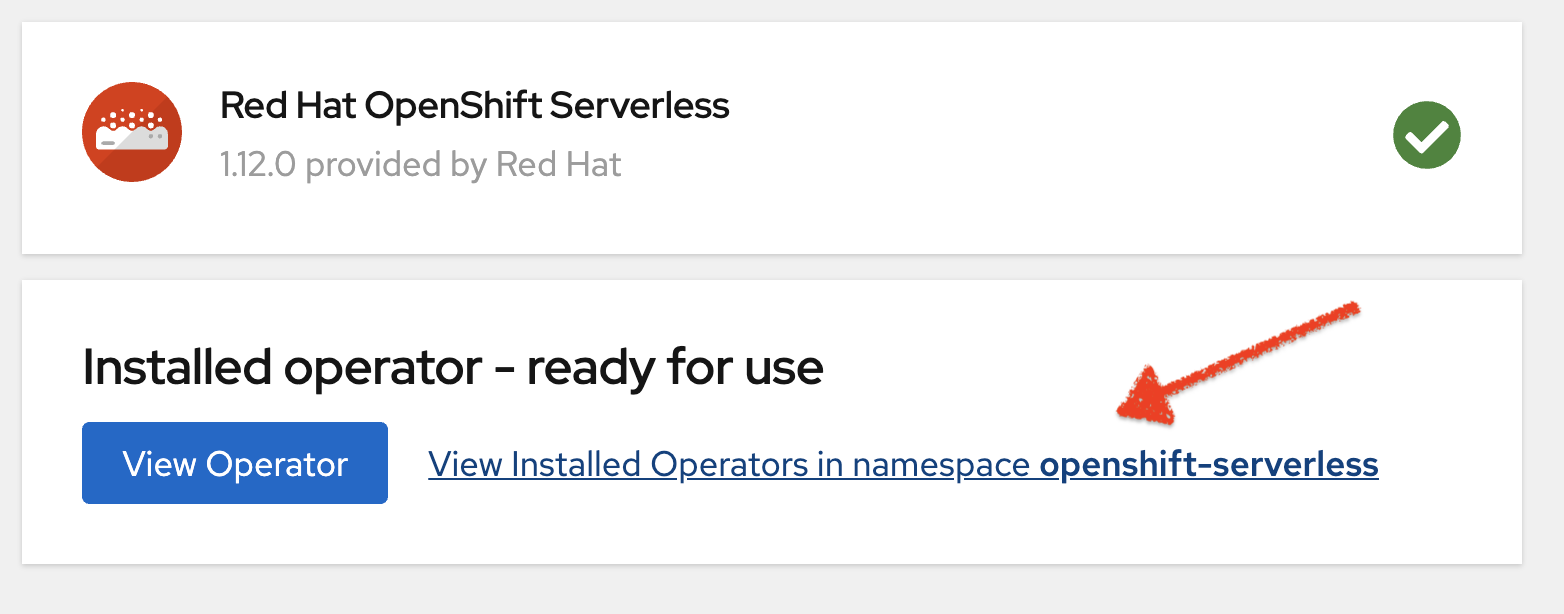 Red Hat OpenShift Serverless
1.12.0 provided by Red Hat
Installed operator - ready for use
View Operator
View Installed Operators in namespace openshift-serverless